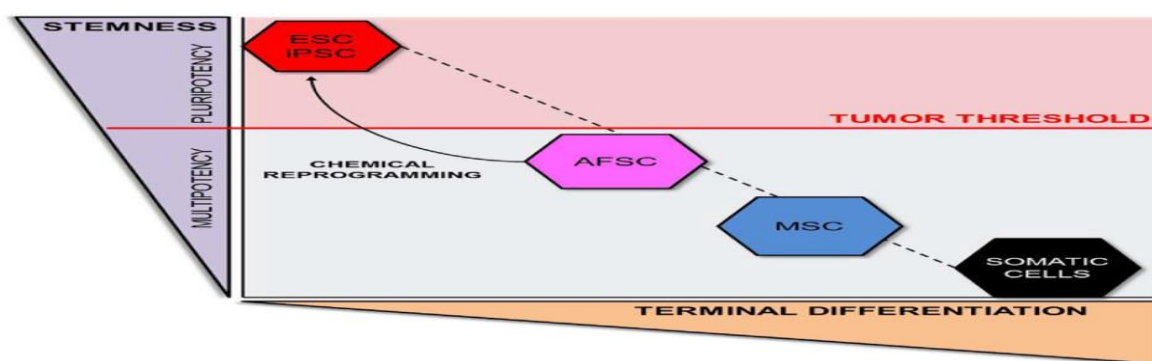 STEMNESS
PLURIPOTENCY
MULTIPOTENCY
ESC
iPSC
TUMOR THRESHOLD
CHEMICAL
REPROGRAMMING
AFSC
MSC
SOMATIC
CELLS
TERMINAL DIFFERENTIATION